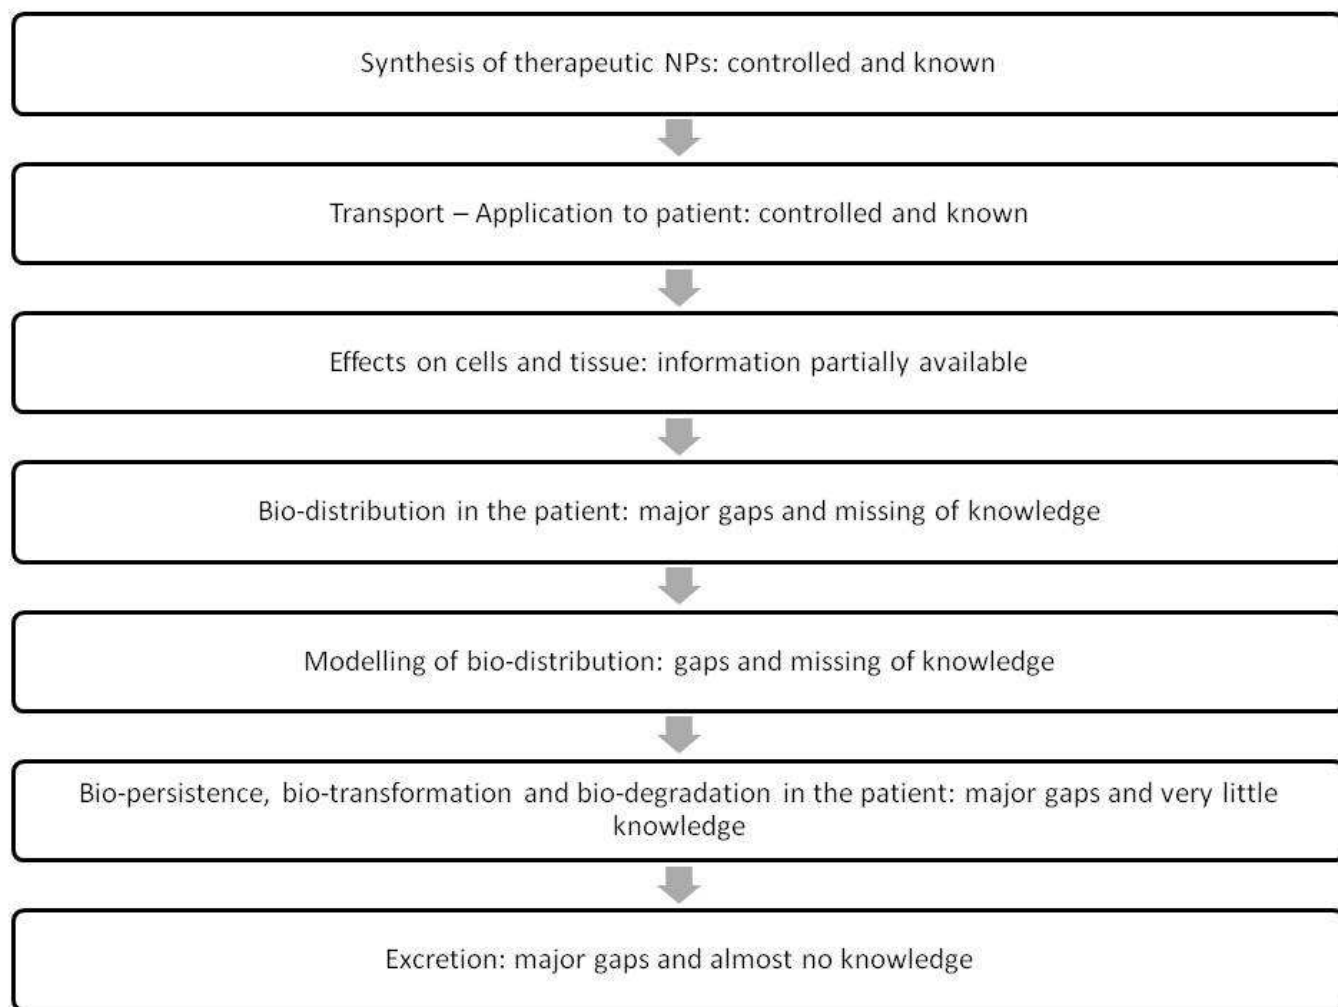 Synthesis of therapeutic NPs: controlled and known
Transport – Application to patient: controlled and known
Effects on cells and tissue: information partially available
Bio-distribution in the patient: major gaps and missing of knowledge
Modelling of bio-distribution: gaps and missing of knowledge
Bio-persistence, bio-transformation and bio-degradation in the patient: major gaps and very little
knowledge
Excretion: major gaps and almost no knowledge